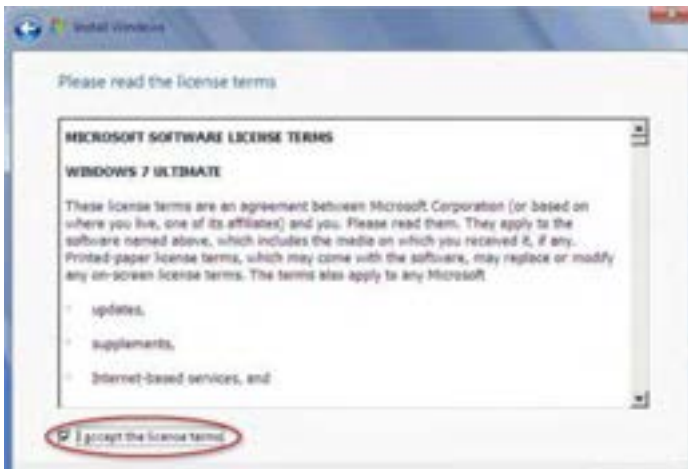 Install Windows
Please read the license terms
MICROSOFT SOFTWARE LICENSE TERMS
WINDOWS 7 ULTIMATE
These license terms are an agreement between Microsoft Corporation (or based on
where you live, one of its affiliates) and you. Please read them. They apply to the
software named above, which includes the media on which you received it, if any.
Printed-paper license terms, which may come with the software, may replace or modify
any on-screen license terms. The terms also apply to any Microsoft
· updates,
· supplements,
· Internet-based services, and
I accept the license terms